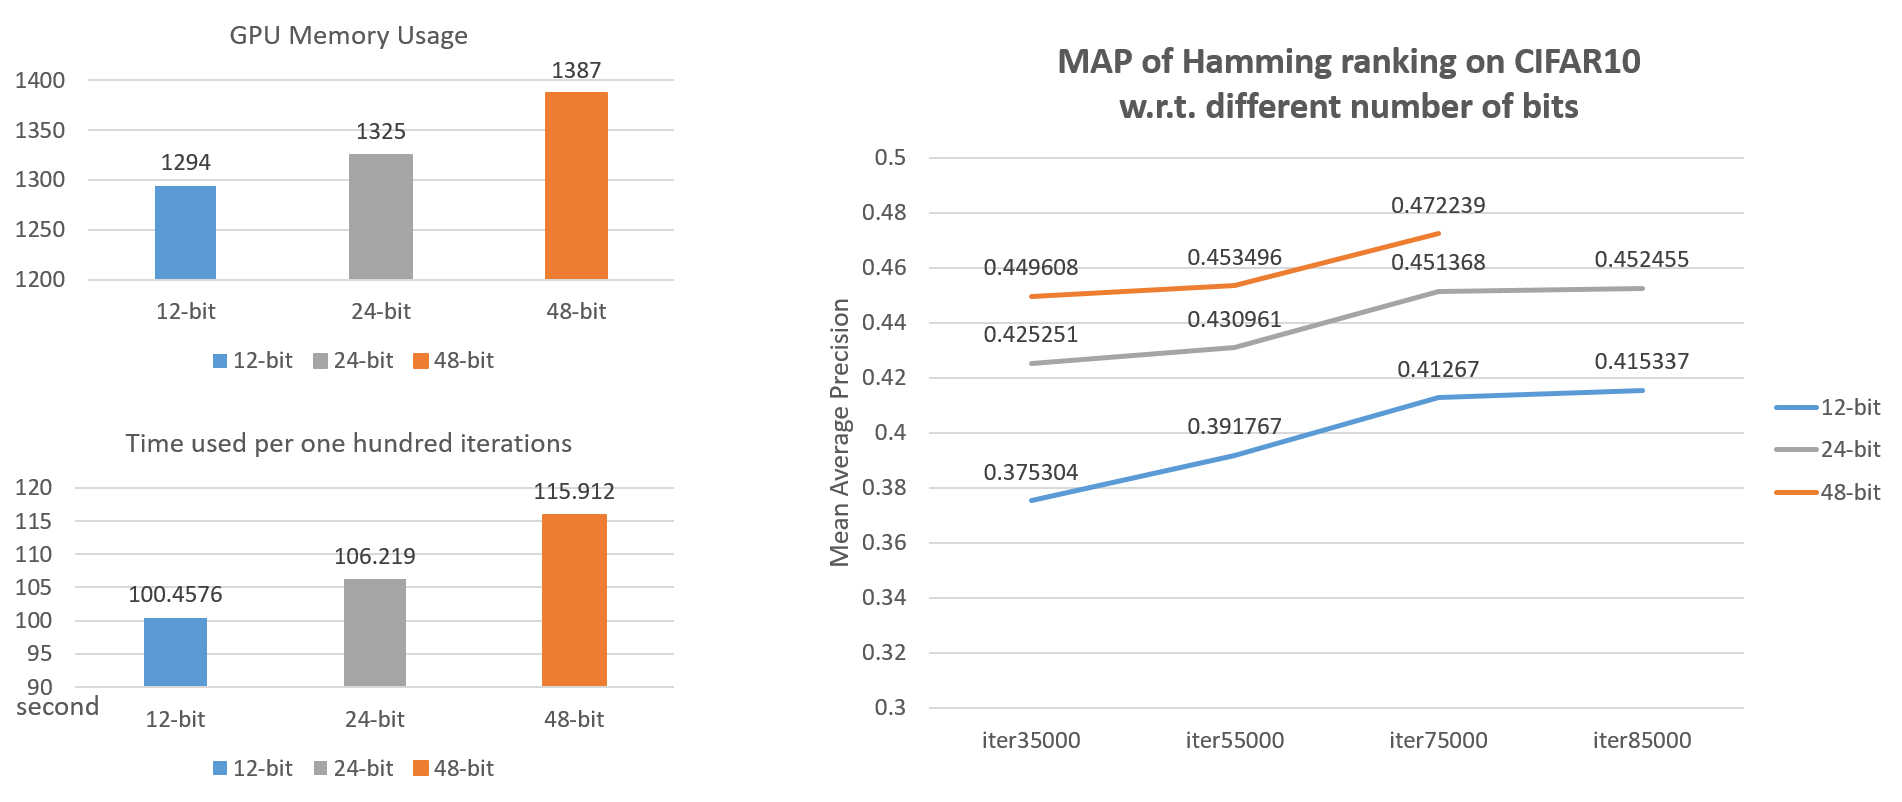 GPU Memory Usage
1400
1350
1300
1250
1200
1294
1325
1387
12-bit 24-bit 48-bit
12-bit 24-bit 48-bit
Time used per one hundred iterations
120
115
110
105
100
95
90
second
100.4576
106.219
115.912
12-bit 24-bit 48-bit
12-bit 24-bit 48-bit
MAP of Hamming ranking on CIFAR10
w.r.t. different number of bits
Mean Average Precision
0.5
0.48
0.46
0.44
0.42
0.4
0.38
0.36
0.34
0.32
0.3
0.449608 0.453496 0.472239
0.425251 0.430961 0.451368 0.452455
0.375304 0.391767 0.41267 0.415337
iter35000 iter55000 iter75000 iter85000
12-bit
24-bit
48-bit